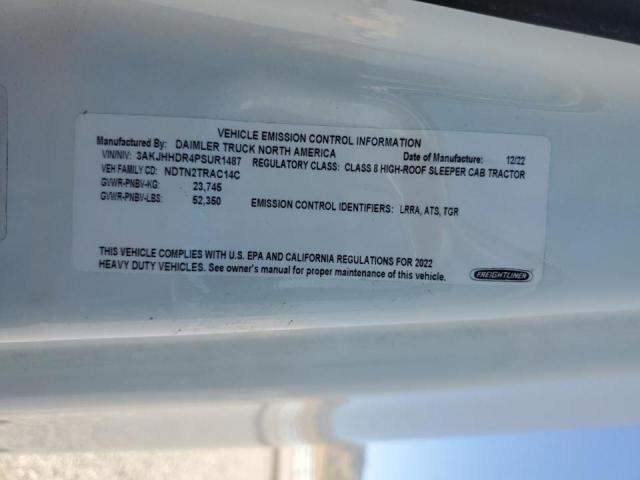 VEHICLE EMISSION CONTROL INFORMATION
Manufactured By: DAIMLER TRUCK NORTH AMERICA Date of Manufacture: 12/22
VIN/NIV: 3AKJHHDR4PSUR1487 REGULATORY CLASS: CLASS 8 HIGH-ROOF SLEEPER CAB TRACTOR
VEH FAMILY CD: NDTN2TRAC14C
GVWR-PNBV-KG: 23,745
GVWR-PNBV-LBS: 52,350 EMISSION CONTROL IDENTIFIERS: LRRA, ATS, TGR
THIS VEHICLE COMPLIES WITH U.S. EPA AND CALIFORNIA REGULATIONS FOR 2022
HEAVY DUTY VEHICLES. See owner's manual for proper maintenance of this vehicle.
FREIGHTLINER